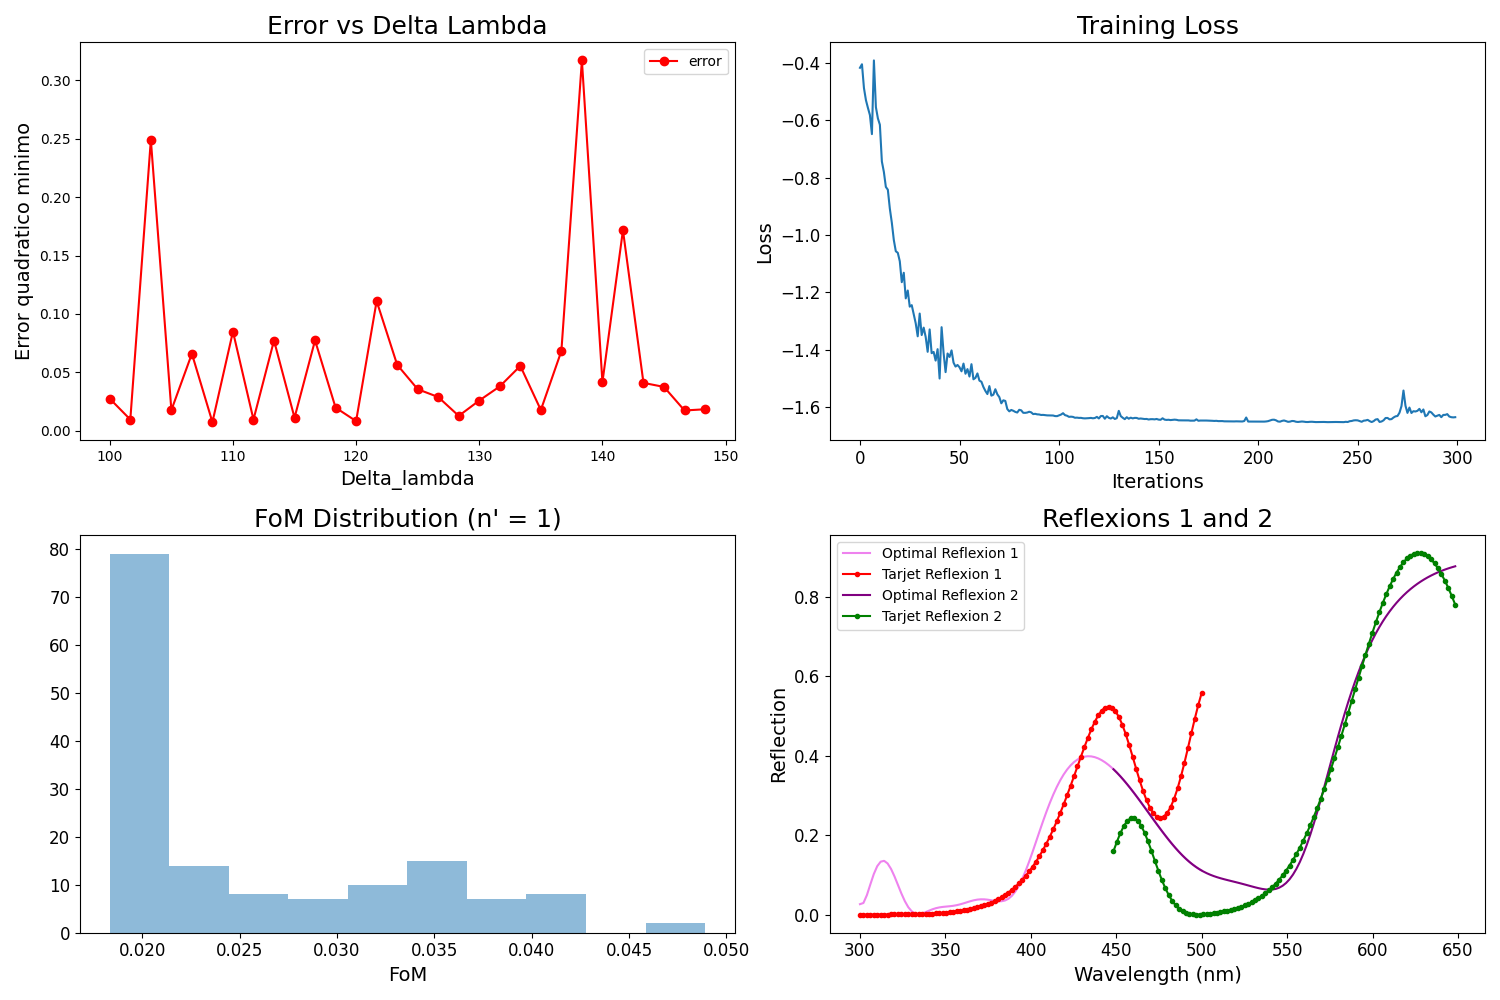 Error vs Delta Lambda
error
Error quadratico minimo
0.30
0.25
0.20
0.15
0.10
0.05
0.00
100 110 120 130 140 150
Delta_lambda
Training Loss
Loss
−0.4
−0.6
−0.8
−1.0
−1.2
−1.4
−1.6
0 50 100 150 200 250 300
Iterations
FoM Distribution (n' = 1)
80
70
60
50
40
30
20
10
0
0.020 0.025 0.030 0.035 0.040 0.045 0.050
FoM
Reflexions 1 and 2
Optimal Reflexion 1
Tarjet Reflexion 1
Optimal Reflexion 2
Tarjet Reflexion 2
Reflection
0.8
0.6
0.4
0.2
0.0
300 350 400 450 500 550 600 650
Wavelength (nm)